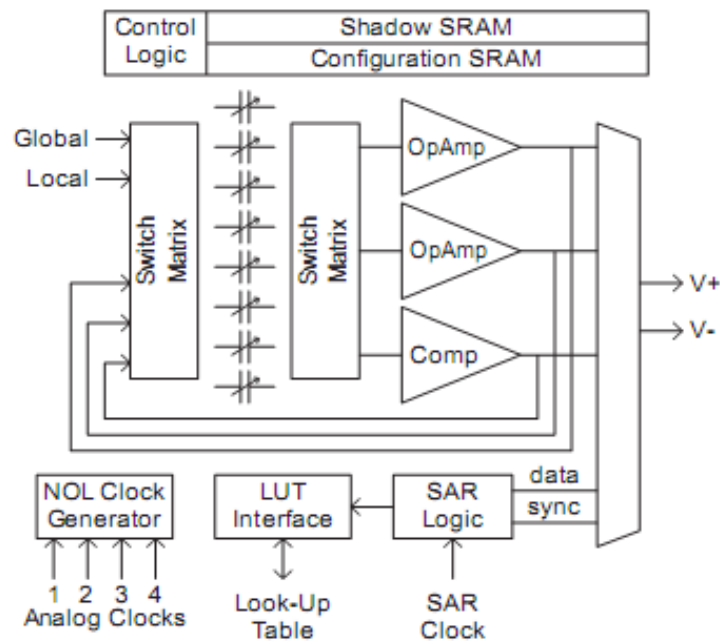 Control
Logic
Shadow SRAM
Configuration SRAM
Global
Local
Switch
Matrix
Switch
Matrix
OpAmp
OpAmp
Comp
V+
V-
NOL Clock
Generator
LUT
Interface
SAR
Logic
data
sync
1 2 3 4
Analog Clocks
Look-Up
Table
SAR
Clock